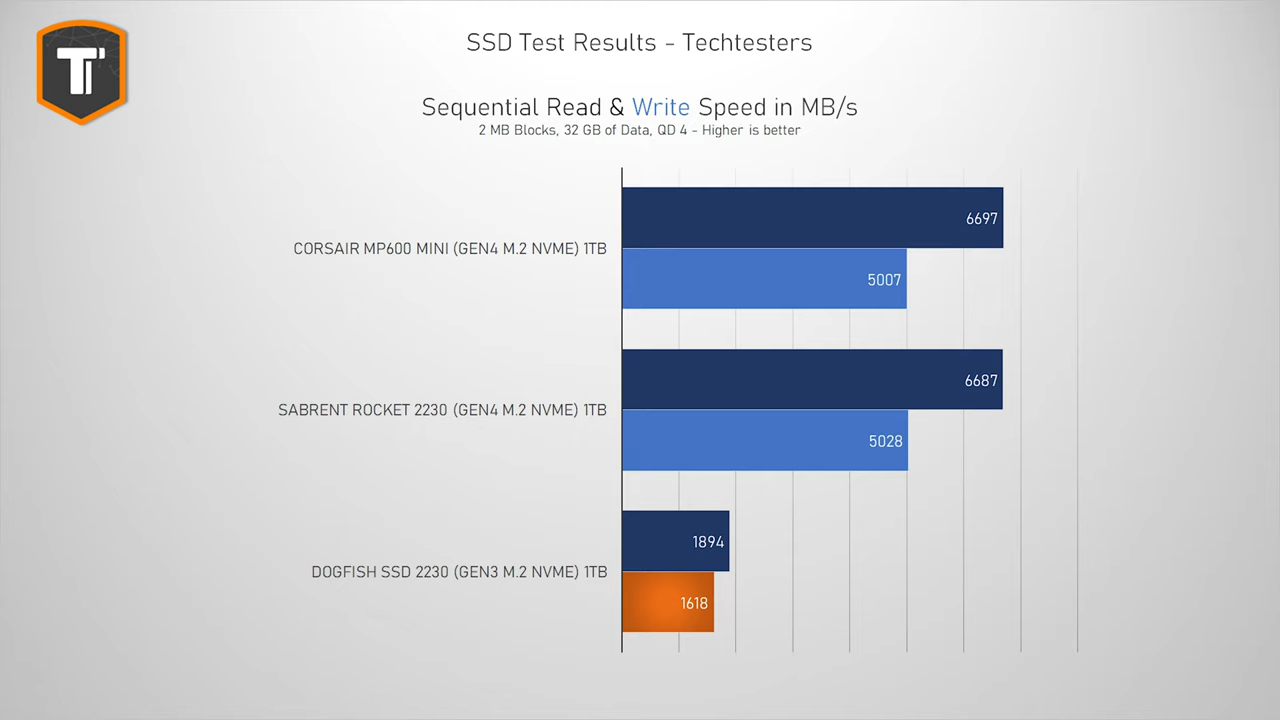 T
SSD Test Results - Techtesters
Sequential Read & Write Speed in MB/s
2 MB Blocks, 32 GB of Data, QD 4 - Higher is better
6697
CORSAIR MP600 MINI (GEN4 M.2 NVME) 1TB
5007
6687
SABRENT ROCKET 2230 (GEN4 M.2 NVME) 1TB
5028
1894
DOGFISH SSD 2230 (GEN3 M.2 NVME) 1TB
1618